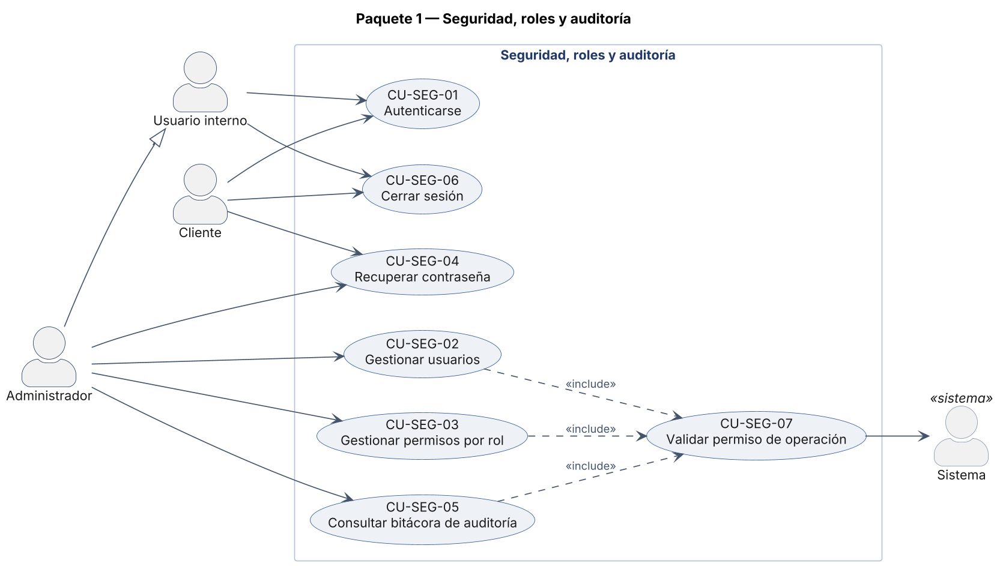 Paquete 1 — Seguridad, roles y auditoría
Seguridad, roles y auditoría
Usuario interno
Cliente
Administrador
CU-SEG-01
Autenticarse
CU-SEG-06
Cerrar sesión
CU-SEG-04
Recuperar contraseña
CU-SEG-02
Gestionar usuarios
«include»
CU-SEG-03
Gestionar permisos por rol
«include»
CU-SEG-05
Consultar bitácora de auditoría
«include»
CU-SEG-07
Validar permiso de operación
«sistema»
Sistema